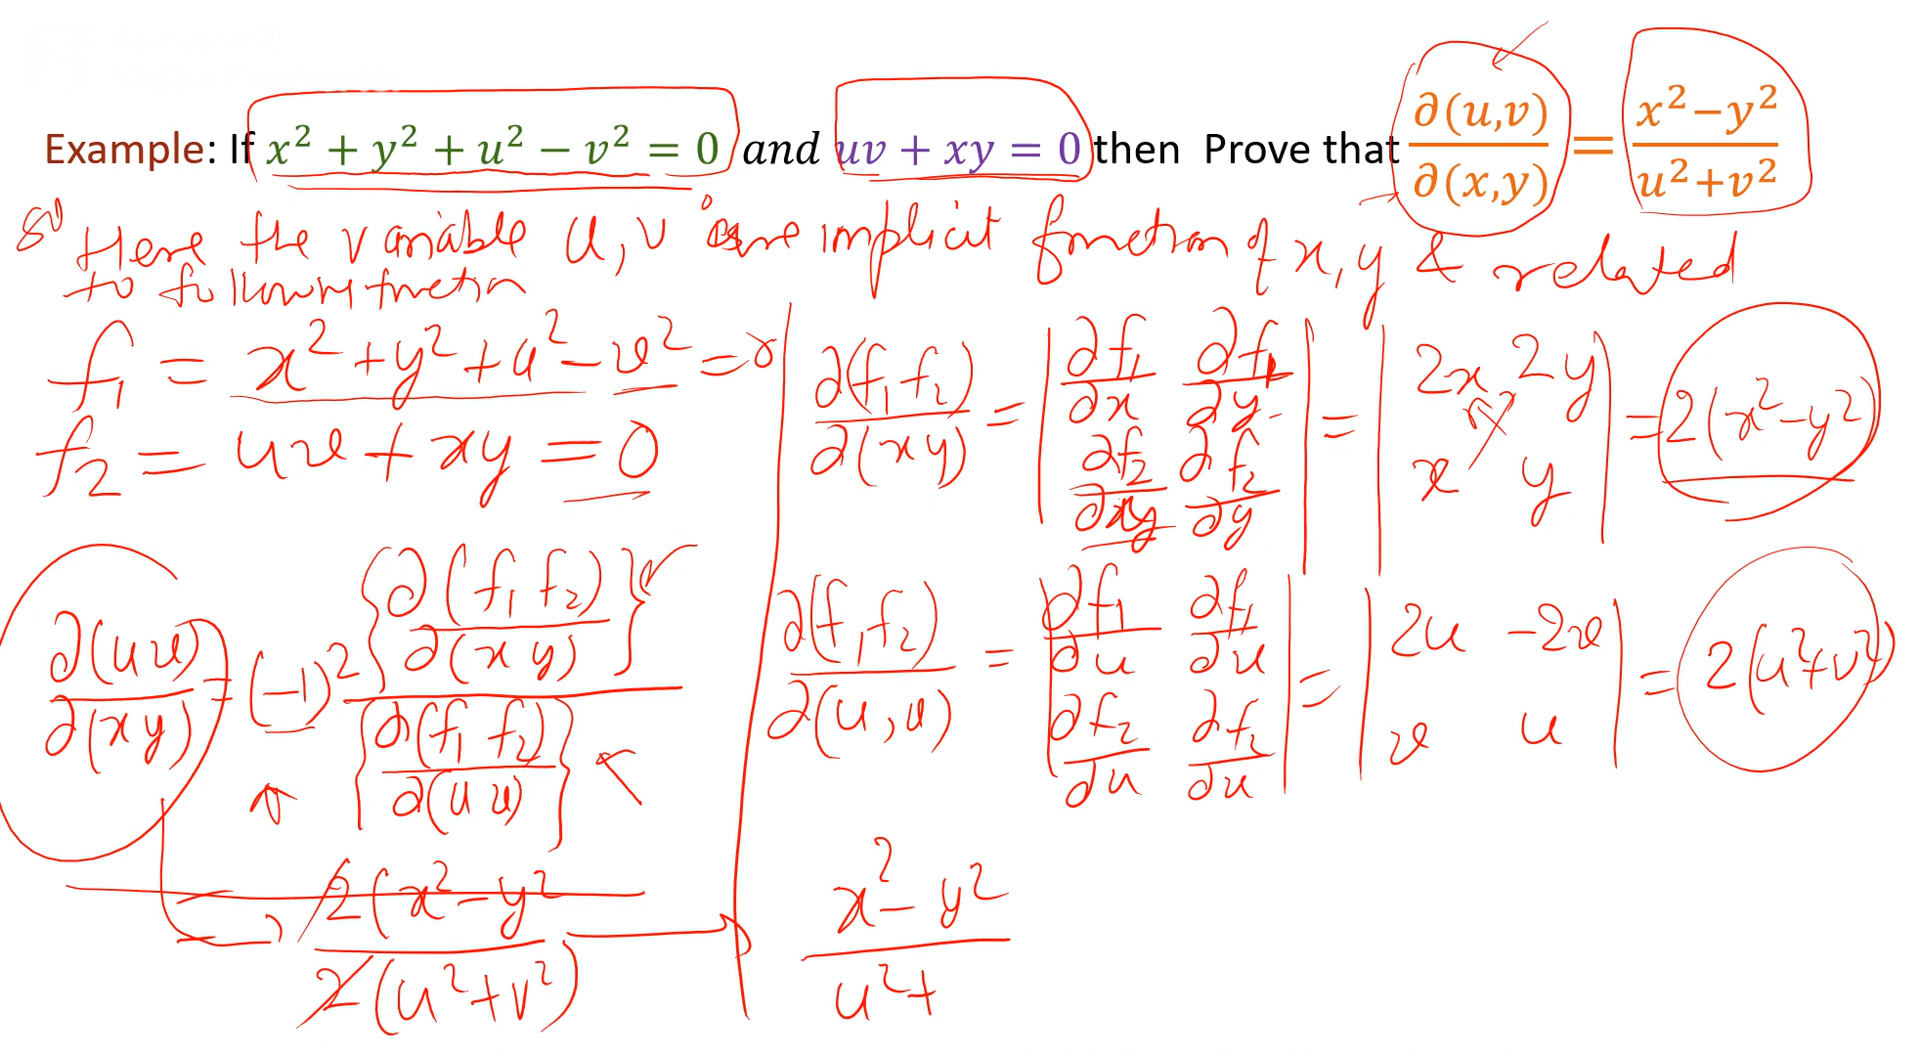 Example: If x² + y² + u² − v² = 0 and uv + xy = 0 then Prove that ∂(u,v)/∂(x,y) = (x²−y²)/(u²+v²)
Sol Here the variable u, v are implicit function of x, y & related
to following function
f₁ = x² + y² + u² − v² = 0
f₂ = uv + xy = 0
∂(u v)/∂(x y) = (−1)² {∂(f₁ f₂)/∂(x y)} / {∂(f₁ f₂)/∂(u v)}
= 2(x² − y² / 2(u² + v²)
∂(f₁ f₂)/∂(x y) = | ∂f₁/∂x ∂f₁/∂y ∂f₂/∂x ∂f₂/∂y | = | 2x 2y x y | = 2(x² − y²)
∂(f₁, f₂)/∂(u, v) = | ∂f₁/∂u ∂f₁/∂v ∂f₂/∂u ∂f₂/∂v | = | 2u −2v v u | = 2(u² + v²)
x² − y² / u² +